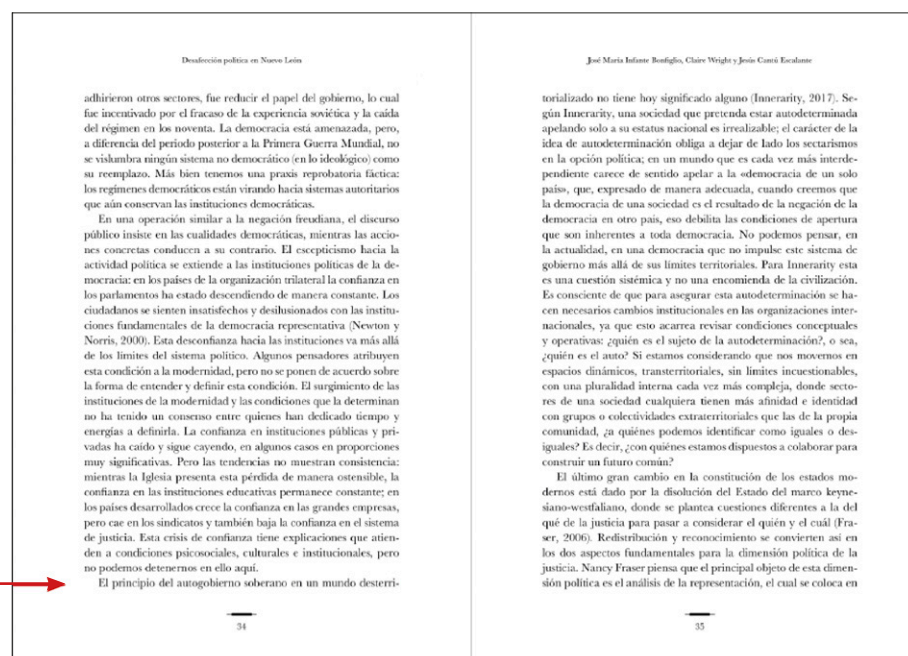 Desafección política en Nuevo León
adhirieron otros sectores, fue reducir el papel del gobierno, lo cual
fue incentivado por el fracaso de la experiencia soviética y la caída
del régimen en los noventa. La democracia está amenazada, pero,
a diferencia del periodo posterior a la Primera Guerra Mundial, no
se vislumbra ningún sistema no democrático (en lo ideológico) como
su reemplazo. Más bien tenemos una praxis reprobatoria fáctica:
los regímenes democráticos están virando hacia sistemas autoritarios
que aún conservan las instituciones democráticas.
En una operación similar a la negación freudiana, el discurso
público insiste en las cualidades democráticas, mientras las accio-
nes concretas conducen a su contrario. El escepticismo hacia la
actividad política se extiende a las instituciones políticas de la de-
mocracia: en los países de la organización trilateral la confianza en
los parlamentos ha estado descendiendo de manera constante. Los
ciudadanos se sienten insatisfechos y desilusionados con las institu-
ciones fundamentales de la democracia representativa (Newton y
Norris, 2000). Esta desconfianza hacia las instituciones va más allá
de los límites del sistema político. Algunos pensadores atribuyen
esta condición a la modernidad, pero no se ponen de acuerdo sobre
la forma de entender y definir esta condición. El surgimiento de las
instituciones de la modernidad y las condiciones que la determinan
no ha tenido un consenso entre quienes han dedicado tiempo y
energías a definirla. La confianza en instituciones públicas y pri-
vadas ha caído y sigue cayendo, en algunos casos en proporciones
muy significativas. Pero las tendencias no muestran consistencia:
mientras la Iglesia presenta esta pérdida de manera ostensible, la
confianza en las instituciones educativas permanece constante; en
los países desarrollados crece la confianza en las grandes empresas,
pero cae en los sindicatos y también baja la confianza en el sistema
de justicia. Esta crisis de confianza tiene explicaciones que atien-
den a condiciones psicosociales, culturales e institucionales, pero
no podemos detenernos en ello aquí.
El principio del autogobierno soberano en un mundo desterri-
34
José María Infante Bonfiglio, Claire Wright y Jesús Cantú Escalante
torializado no tiene hoy significado alguno (Innerarity, 2017). Se-
gún Innerarity, una sociedad que pretenda estar autodeterminada
apelando solo a su estatus nacional es irrealizable; el carácter de la
idea de autodeterminación obliga a dejar de lado los sectarismos
en la opción política; en un mundo que es cada vez más interde-
pendiente carece de sentido apelar a la «democracia de un solo
país», que, expresado de manera adecuada, cuando creemos que
la democracia de una sociedad es el resultado de la negación de la
democracia en otro país, eso debilita las condiciones de apertura
que son inherentes a toda democracia. No podemos pensar, en
la actualidad, en una democracia que no impulse este sistema de
gobierno más allá de sus límites territoriales. Para Innerarity esta
es una cuestión sistémica y no una encomienda de la civilización.
Es consciente de que para asegurar esta autodeterminación se ha-
cen necesarios cambios institucionales en las organizaciones inter-
nacionales, ya que esto acarrea revisar condiciones conceptuales
y operativas: ¿quién es el sujeto de la autodeterminación?, o sea,
¿quién es el auto? Si estamos considerando que nos movemos en
espacios dinámicos, transterritoriales, sin límites incuestionables,
con una pluralidad interna cada vez más compleja, donde secto-
res de una sociedad cualquiera tienen más afinidad e identidad
con grupos o colectividades extraterritoriales que las de la propia
comunidad, ¿a quiénes podemos identificar como iguales o des-
iguales? Es decir, ¿con quiénes estamos dispuestos a colaborar para
construir un futuro común?
El último gran cambio en la constitución de los estados mo-
dernos está dado por la disolución del Estado del marco keyne-
siano-westfaliano, donde se plantea cuestiones diferentes a la del
qué de la justicia para pasar a considerar el quién y el cuál (Fra-
ser, 2006). Redistribución y reconocimiento se convierten así en
los dos aspectos fundamentales para la dimensión política de la
justicia. Nancy Fraser piensa que el principal objeto de esta dimen-
sión política es el análisis de la representación, el cual se coloca en
35